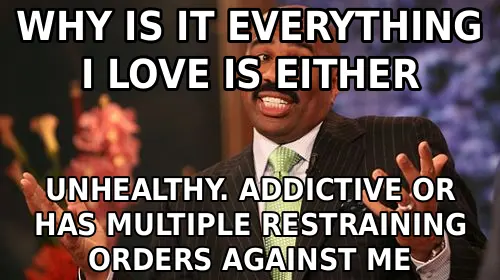 WHY IS IT EVERYTHING
I LOVE IS EITHER
UNHEALTHY. ADDICTIVE OR
HAS MULTIPLE RESTRAINING
ORDERS AGAINST ME